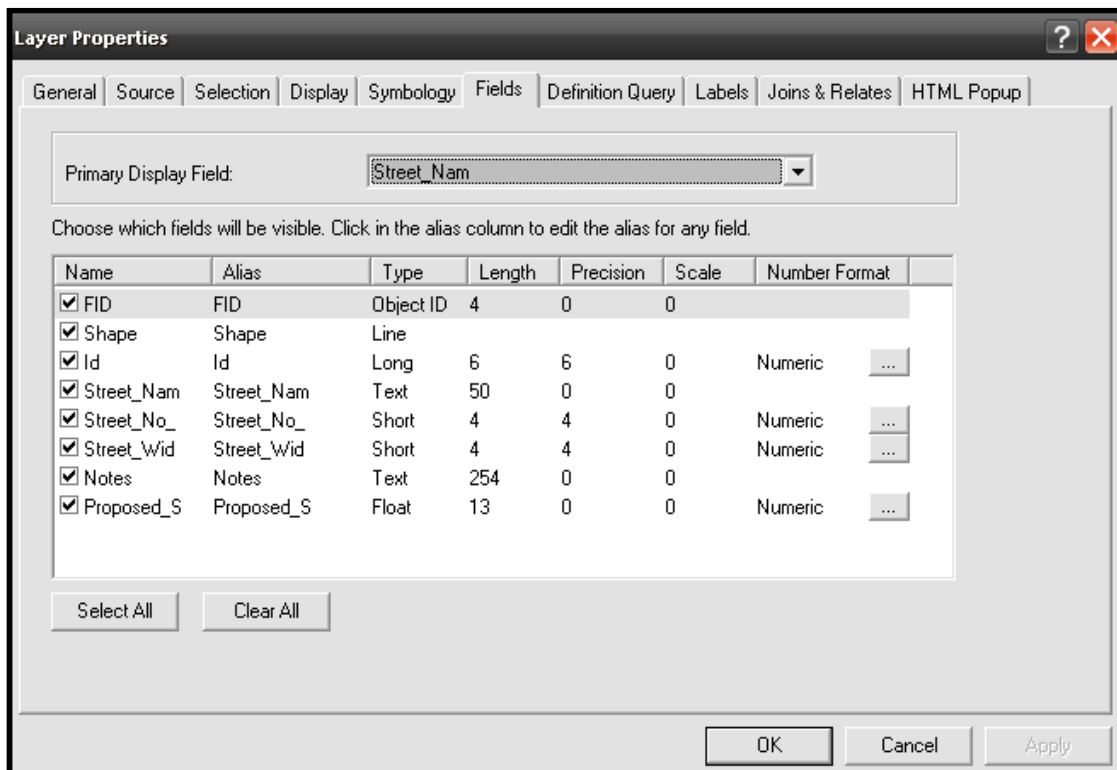 Layer Properties
General Source Selection Display Symbology Fields Definition Query Labels Joins & Relates HTML Popup
Primary Display Field: Street_Nam
Choose which fields will be visible. Click in the alias column to edit the alias for any field.
Name Alias Type Length Precision Scale Number Format
FID FID Object ID 4 0 0
Shape Shape Line
Id Id Long 6 6 0 Numeric ...
Street_Nam Street_Nam Text 50 0 0
Street_No_ Street_No_ Short 4 4 0 Numeric ...
Street_Wid Street_Wid Short 4 4 0 Numeric ...
Notes Notes Text 254 0 0
Proposed_S Proposed_S Float 13 0 0 Numeric ...
Select All Clear All
OK Cancel Apply